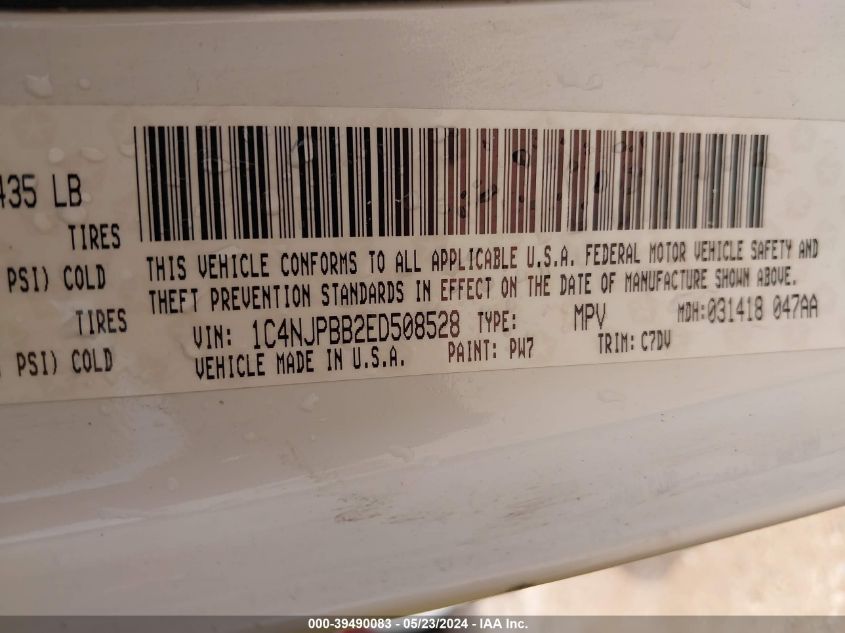 435 LB
TIRES
PSI) COLD
TIRES
PSI) COLD
THIS VEHICLE CONFORMS TO ALL APPLICABLE U.S.A. FEDERAL MOTOR VEHICLE SAFETY AND
THEFT PREVENTION STANDARDS IN EFFECT ON THE DATE OF MANUFACTURE SHOWN ABOVE.
VIN: 1C4NJPBB2ED508528 TYPE: MPV MDH:031418 047AA
VEHICLE MADE IN U.S.A. PAINT: PW7 TRIM: C7DV
000-39490083 - 05/23/2024 - IAA Inc.